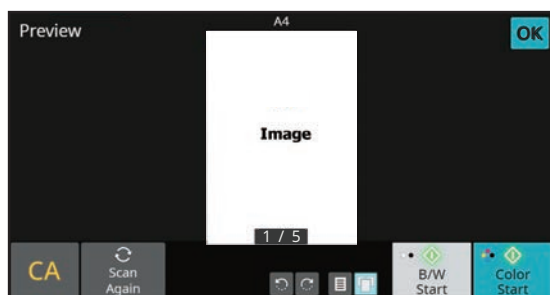 A4
Preview
OK
Image
1 / 5
CA
Scan
Again
B/W
Start
Color
Start